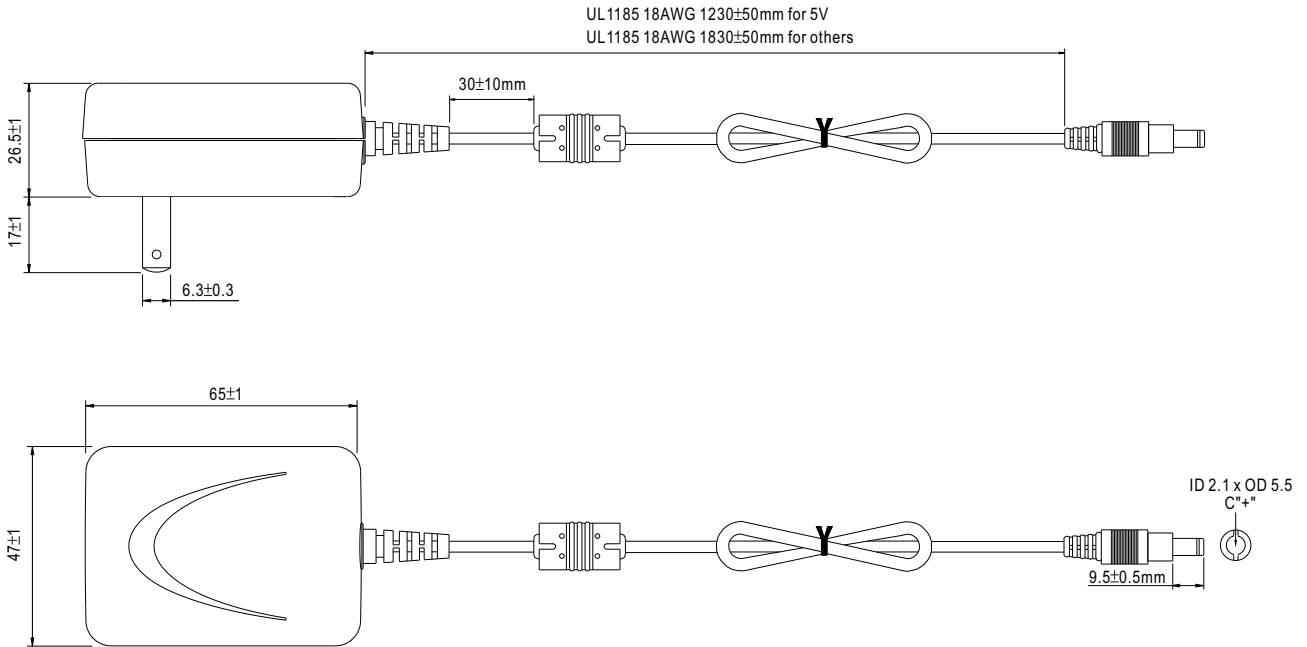 UL1185 18AWG 1230±50mm for 5V
UL1185 18AWG 1830±50mm for others
30±10mm
26.5±1
17±1
6.3±0.3
65±1
47±1
ID 2.1 x OD 5.5
C"+"
9.5±0.5mm